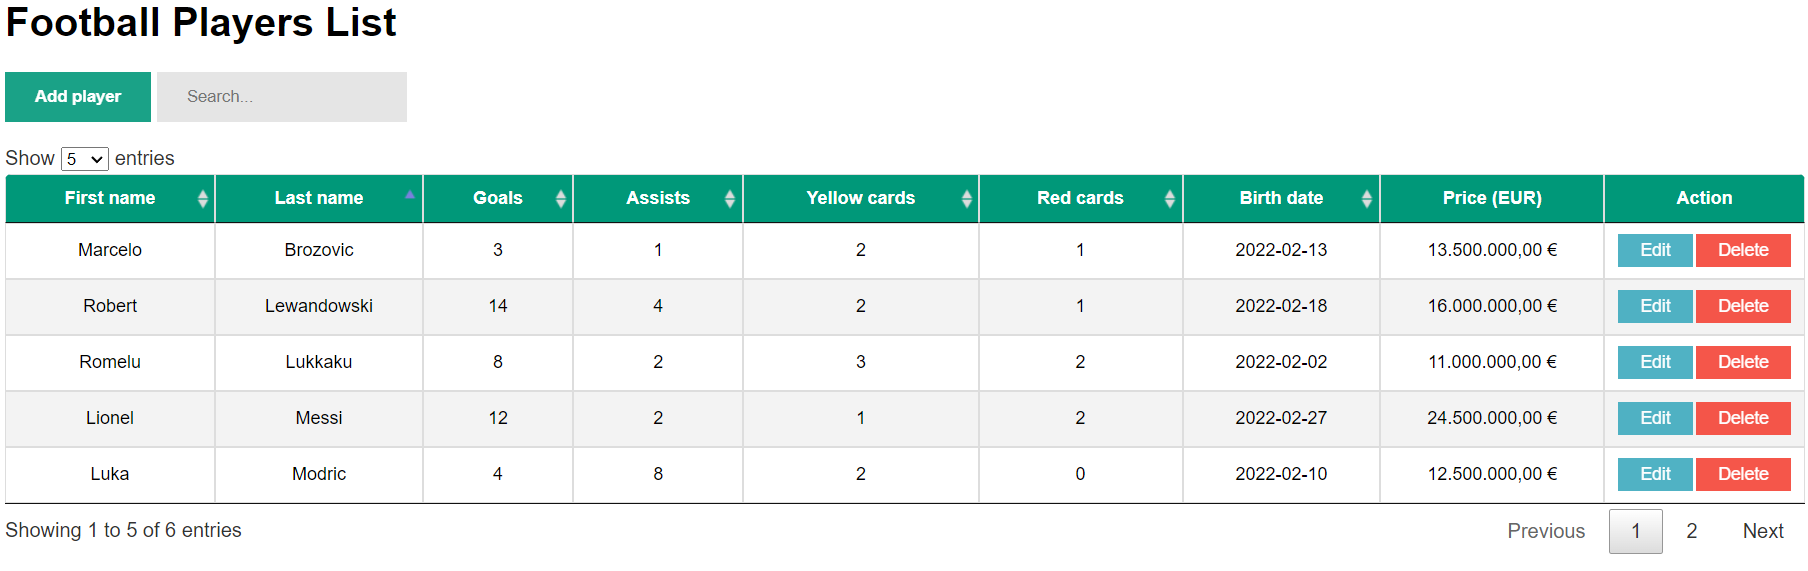 Football Players List
Add player Search...
Show 5 entries
First name Last name Goals Assists Yellow cards Red cards Birth date Price (EUR) Action
Marcelo Brozovic 3 1 2 1 2022-02-13 13.500.000,00 € Edit Delete
Robert Lewandowski 14 4 2 1 2022-02-18 16.000.000,00 € Edit Delete
Romelu Lukkaku 8 2 3 2 2022-02-02 11.000.000,00 € Edit Delete
Lionel Messi 12 2 1 2 2022-02-27 24.500.000,00 € Edit Delete
Luka Modric 4 8 2 0 2022-02-10 12.500.000,00 € Edit Delete
Showing 1 to 5 of 6 entries Previous 1 2 Next